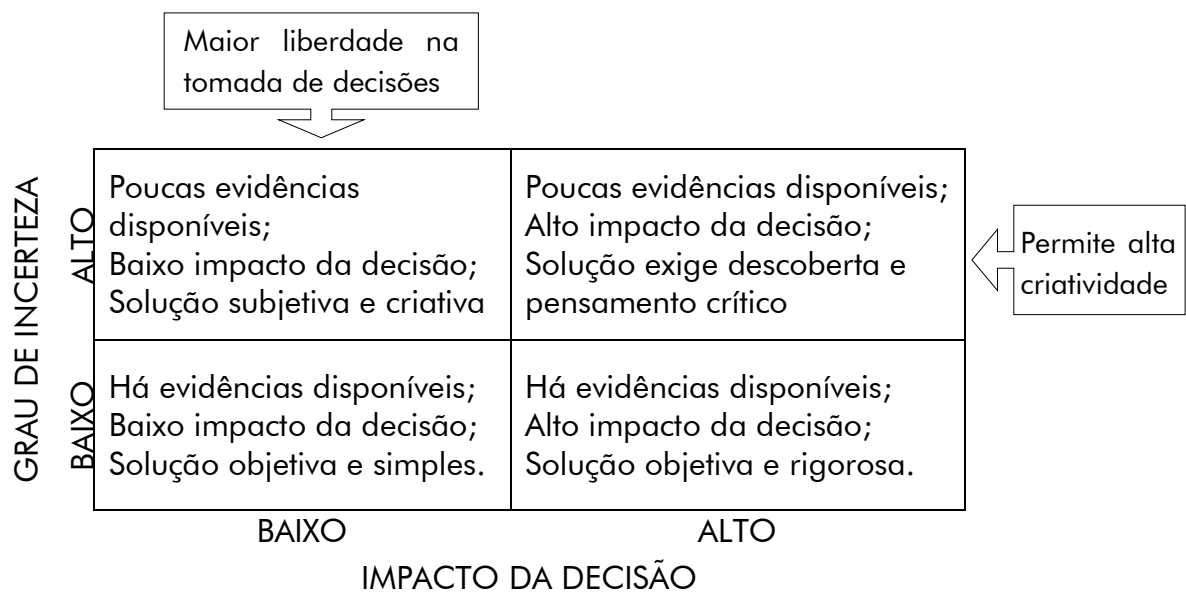 Maior liberdade na
tomada de decisões
GRAU DE INCERTEZA
ALTO
Poucas evidências
disponíveis;
Baixo impacto da decisão;
Solução subjetiva e criativa
Poucas evidências disponíveis;
Alto impacto da decisão;
Solução exige descoberta e
pensamento crítico
Permite alta
criatividade
BAIXO
Há evidências disponíveis;
Baixo impacto da decisão;
Solução objetiva e simples.
Há evidências disponíveis;
Alto impacto da decisão;
Solução objetiva e rigorosa.
BAIXO
ALTO
IMPACTO DA DECISÃO